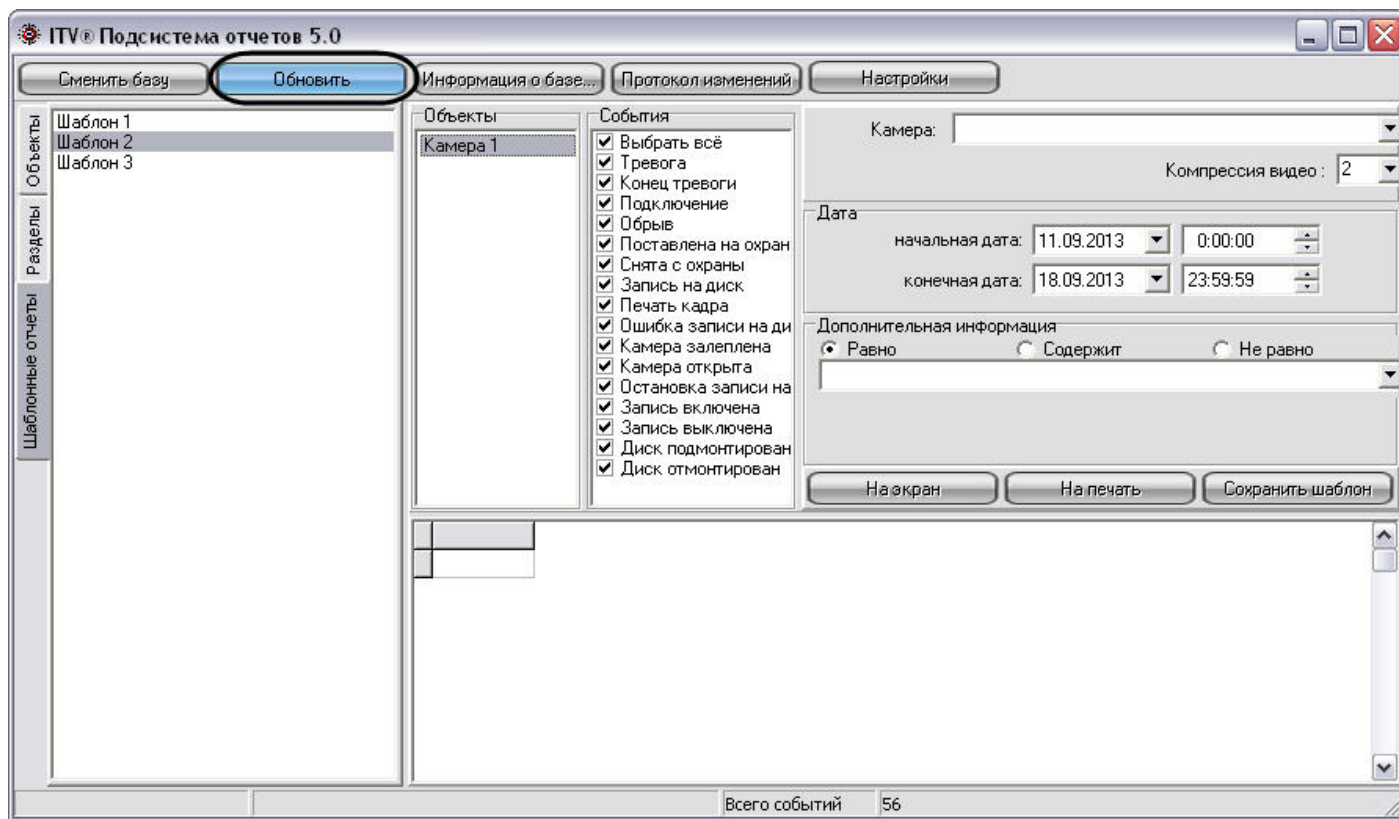 ITV® Подсистема отчетов 5.0
Сменить базу
Обновить
Информация о базе...
Протокол изменений
Настройки
Объекты
Разделы
Шаблонные отчеты
Шаблон 1
Шаблон 2
Шаблон 3
Объекты
Камера 1
События
Выбрать всё
Тревога
Конец тревоги
Подключение
Обрыв
Поставлена на охран
Снята с охраны
Запись на диск
Печать кадра
Ошибка записи на ди
Камера залеплена
Камера открыта
Остановка записи на
Запись включена
Запись выключена
Диск подмонтирован
Диск отмонтирован
Камера:
Компрессия видео : 2
Дата
начальная дата: 11.09.2013 0:00:00
конечная дата: 18.09.2013 23:59:59
Дополнительная информация
Равно Содержит Не равно
На экран
На печать
Сохранить шаблон
Всего событий 56